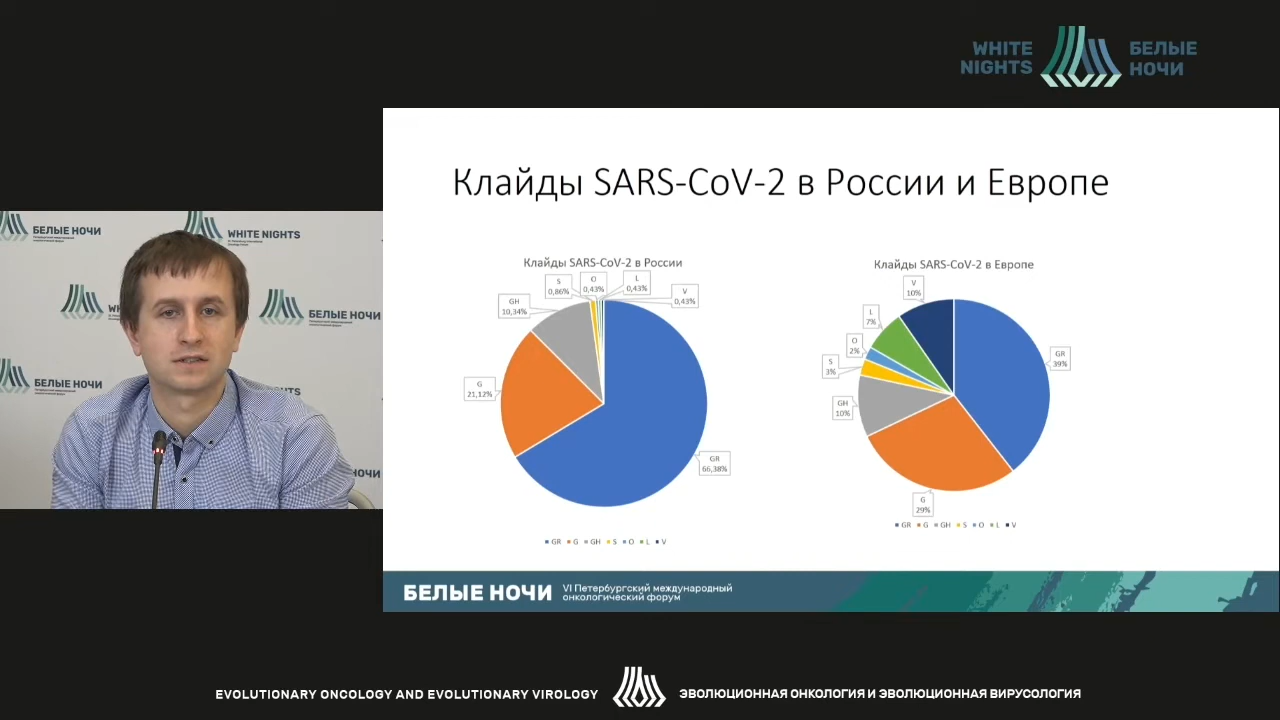 WHITE
NIGHTS
БЕЛЫЕ
НОЧИ
Клайды SARS-CoV-2 в России и Европе
БЕЛЫЕ НОЧИ
WHITE NIGHTS
БЕЛЫЕ НОЧИ
БЕЛЫЕ НОЧИ
Клайды SARS-CoV-2 в России
S
0,86%
O
0,43%
L
0,43%
V
0,43%
GH
10,34%
G
21,12%
GR
66,38%
GR G GH S O L V
Клайды SARS-CoV-2 в Европе
V
10%
L
7%
O
2%
S
3%
GH
10%
GR
39%
G
29%
GR G GH S O L V
БЕЛЫЕ НОЧИ
VI Петербургский международный
онкологический форум
EVOLUTIONARY ONCOLOGY AND EVOLUTIONARY VIROLOGY
ЭВОЛЮЦИОННАЯ ОНКОЛОГИЯ И ЭВОЛЮЦИОННАЯ ВИРУСОЛОГИЯ